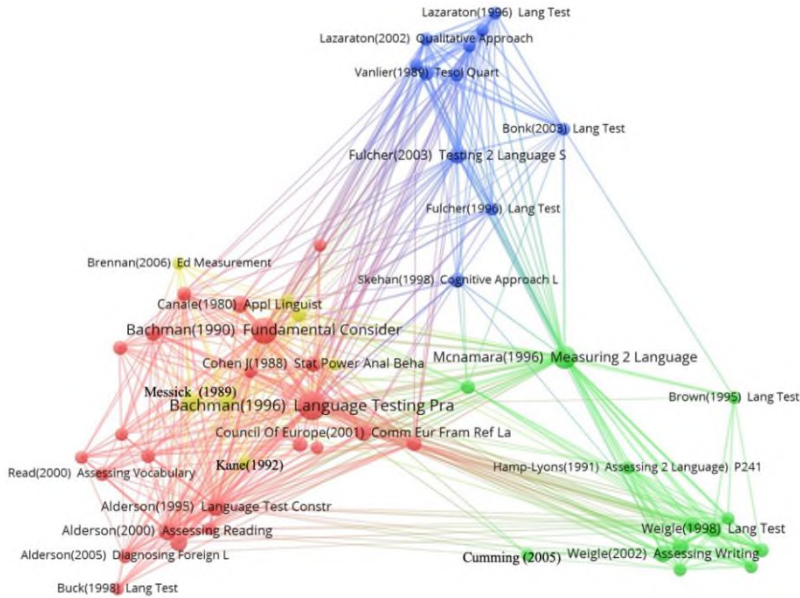 Lazaraton(1996) Lang Test
Lazaraton(2002) Qualitative Approach
Vanlier(1989) Tesol Quart
Bonk(2003) Lang Test
Fulcher(2003) Testing 2 Language S
Fulcher(1996) Lang Test
Brennan(2006) Ed Measurement
Skehan(1998) Cognitive Approach L
Canale(1980) Appl Linguist
Bachman(1990) Fundamental Consider
Mcnamara(1996) Measuring 2 Language
Cohen J(1988) Stat Power Anal Beha
Messick (1989)
Brown(1995) Lang Test
Bachman(1996) Language Testing Pra
Council Of Europe(2001) Comm Eur Fram Ref La
Kane(1992)
Hamp-Lyons(1991) Assessing 2 Language) P241
Read(2000) Assessing Vocabulary
Alderson(1995) Language Test Constr
Weigle(1998) Lang Test
Alderson(2000) Assessing Reading
Alderson(2005) Diagnosing Foreign L
Cumming (2005)
Weigle(2002) Assessing Writing
Buck(1998) Lang Test